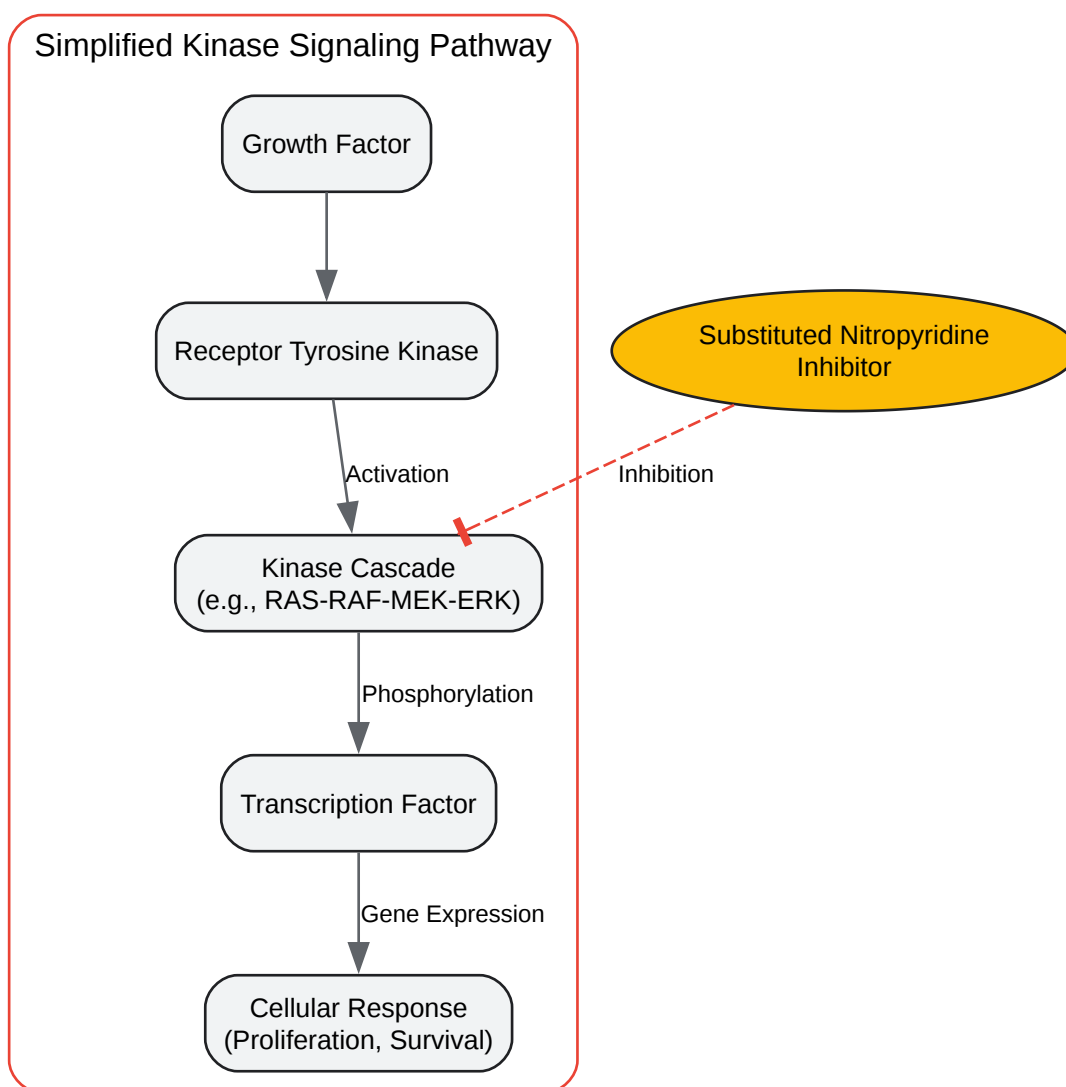 Simplified Kinase Signaling Pathway
Growth Factor
Receptor Tyrosine Kinase
Substituted Nitropyridine
Inhibitor
Activation
Inhibition
Kinase Cascade
(e.g., RAS-RAF-MEK-ERK)
Phosphorylation
Transcription Factor
Gene Expression
Cellular Response
(Proliferation, Survival)